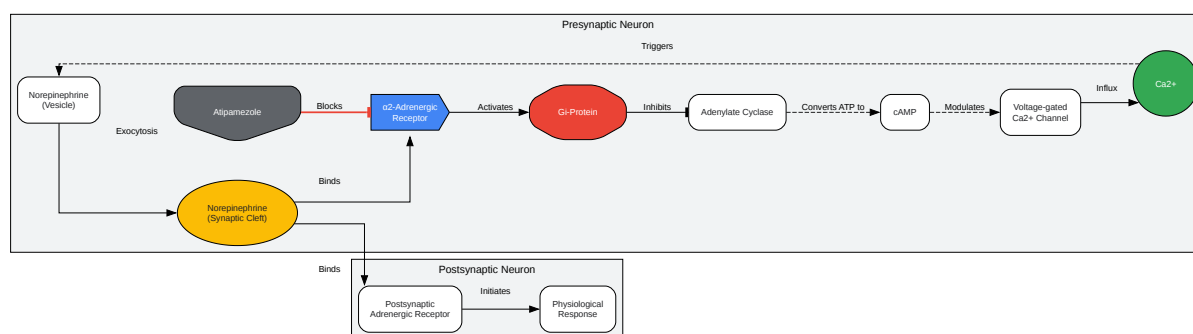 Presynaptic Neuron
Triggers
Norepinephrine
(Vesicle)
Exocytosis
Atipamezole
Blocks
α2-Adrenergic
Receptor
Activates
Gi-Protein
Inhibits
Adenylate Cyclase
Converts ATP to
cAMP
Modulates
Voltage-gated
Ca2+ Channel
Influx
Ca2+
Norepinephrine
(Synaptic Cleft)
Binds
Binds
Postsynaptic Neuron
Postsynaptic
Adrenergic Receptor
Initiates
Physiological
Response